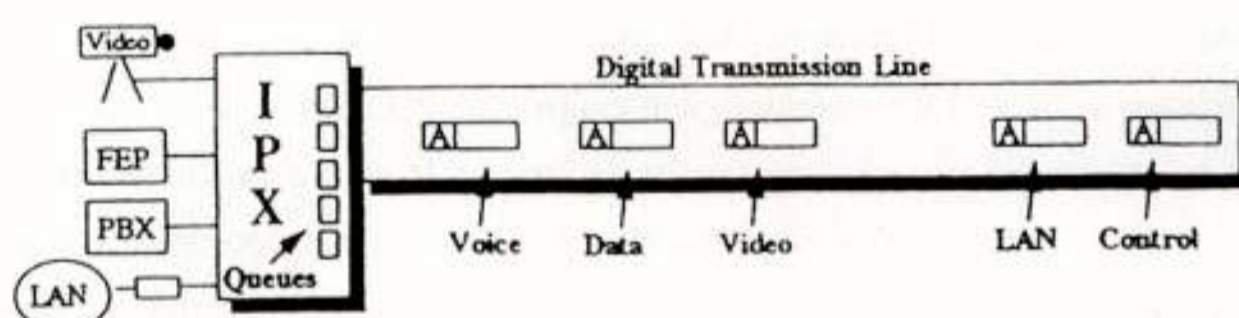 Video
Digital Transmission Line
I
P
X
FEP
PBX
LAN
Queues
A
A
A
A
A
Voice
Data
Video
LAN
Control